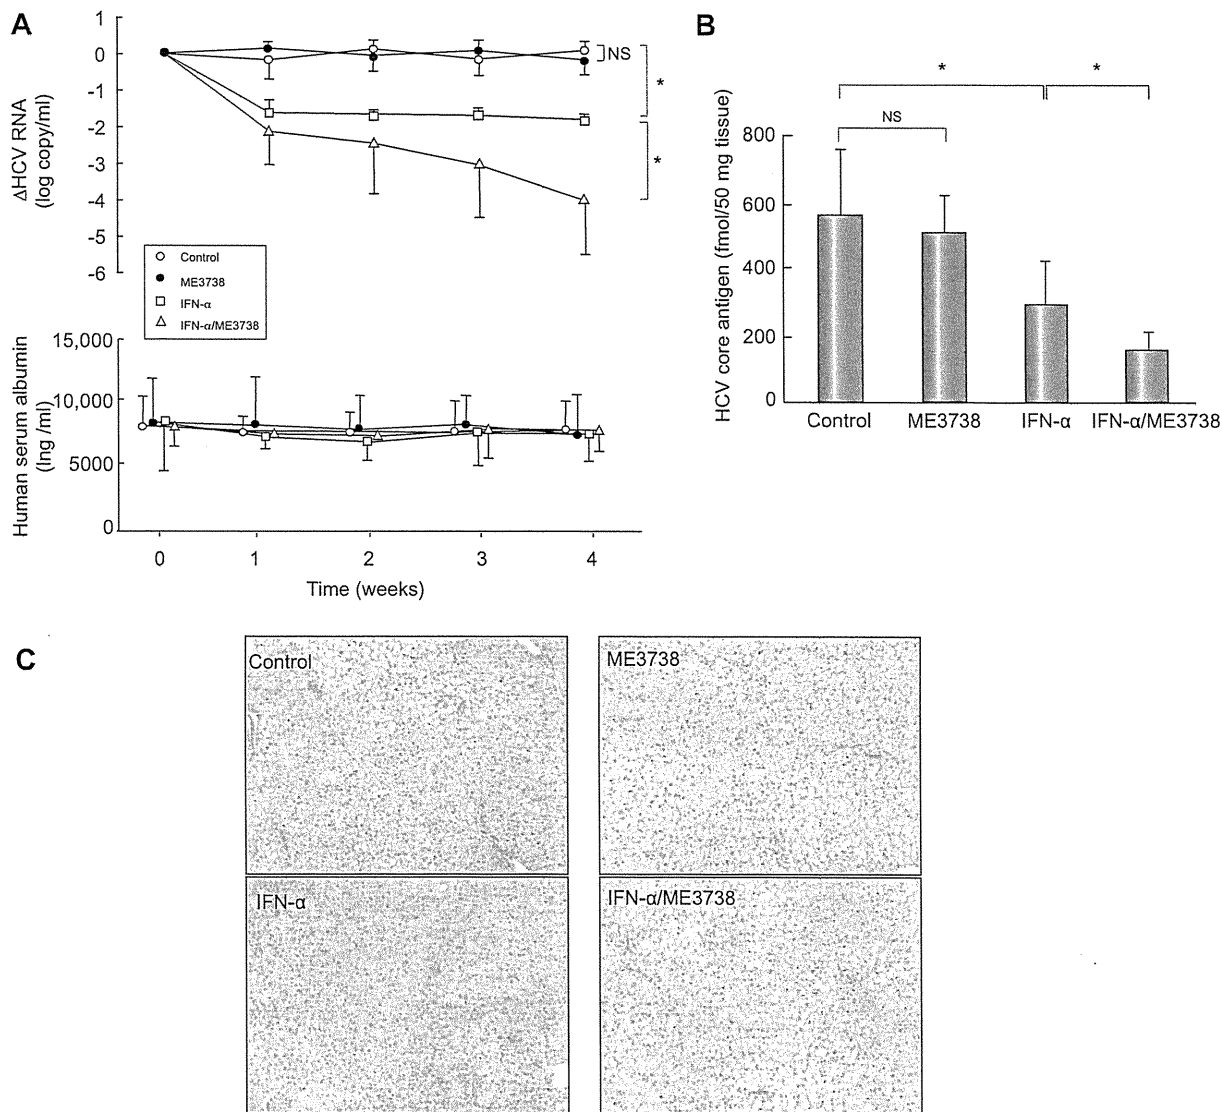 A
1
0
-1
-2
-3
-4
-5
-6
ΔHCV RNA
(log copy/ml)
NS
*
*
Control
ME3738
IFN-α
IFN-α/ME3738
15,000
10,000
5000
0
Human serum albumin
(lng /ml)
0 1 2 3 4
Time (weeks)
B
*
*
NS
800
600
400
200
0
HCV core antigen (fmol/50 mg tissue)
Control ME3738 IFN-α IFN-α/ME3738
C
Control
ME3738
IFN-α
IFN-α/ME3738